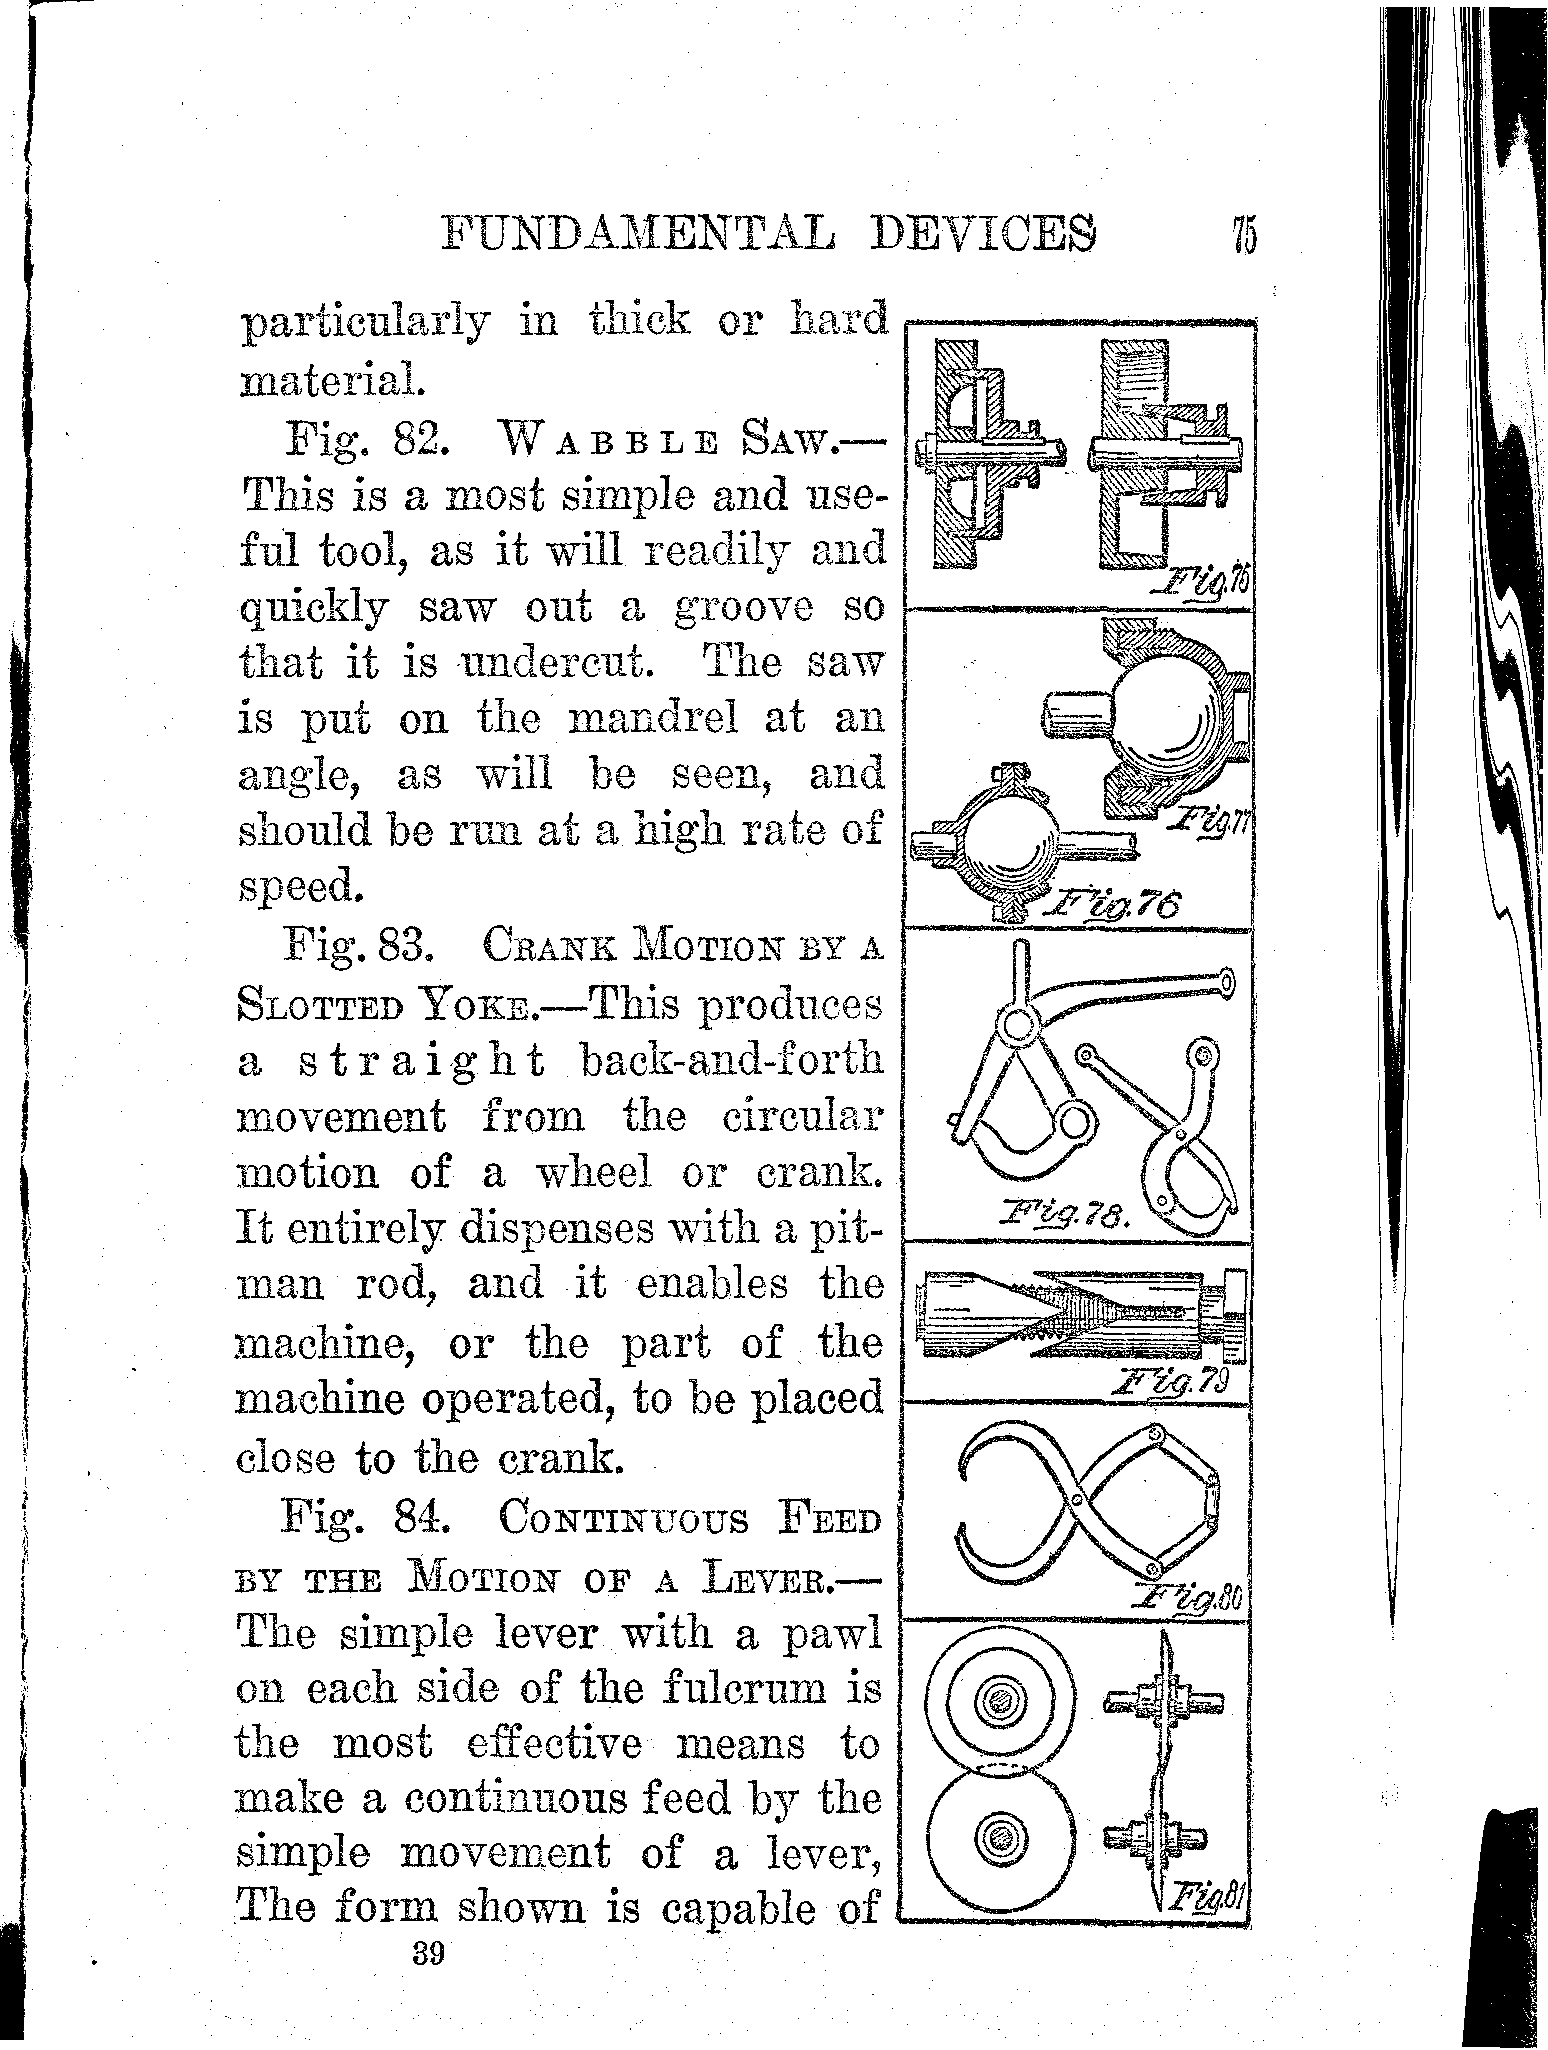 FUNDAMENTAL DEVICES 75
particularly in thick or hard
material.
Fig. 82. WABBLE SAW.—
This is a most simple and use-
ful tool, as it will readily and
quickly saw out a groove so
that it is undercut. The saw
is put on the mandrel at an
angle, as will be seen, and
should be run at a high rate of
speed.
Fig. 83. CRANK MOTION BY A
SLOTTED YOKE.—This produces
a straight back-and-forth
movement from the circular
motion of a wheel or crank.
It entirely dispenses with a pit-
man rod, and it enables the
machine, or the part of the
machine operated, to be placed
close to the crank.
Fig. 84. CONTINUOUS FEED
BY THE MOTION OF A LEVER.—
The simple lever with a pawl
on each side of the fulcrum is
the most effective means to
make a continuous feed by the
simple movement of a lever,
The form shown is capable of
39
Fig.75
Fig.77
Fig.76
Fig.78.
Fig.79
Fig.80
Fig.81